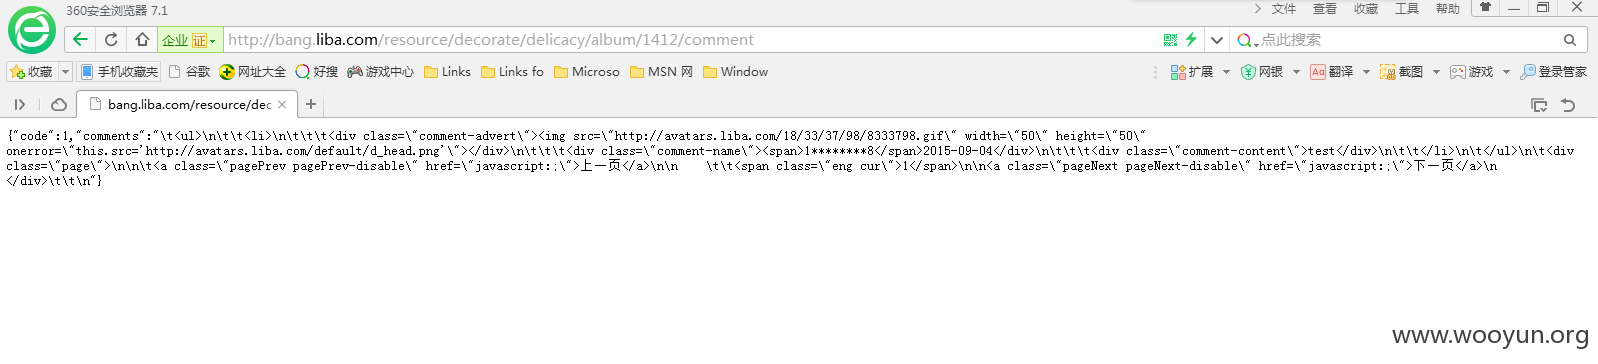 360安全浏览器 7.1
文件 查看 收藏 工具 帮助
企业 证 http://bang.liba.com/resource/decorate/delicacy/album/1412/comment 点此搜索
收藏 手机收藏夹 谷歌 网址大全 好搜 游戏中心 Links Links fo Microso MSN 网 Window 扩展 网银 Aa 翻译 截图 游戏 登录管家
bang.liba.com/resource/dec
{"code":1,"comments":"\t<ul>\n\t\t<li>\n\t\t\t<div class=\"comment-advert\"><img src=\"http://avatars.liba.com/18/33/37/98/8333798.gif\" width=\"50\" height=\"50\"
onerror=\"this.src='http://avatars.liba.com/default/d_head.png'\"></div>\n\t\t\t<div class=\"comment-name\"><span>1********8</span>2015-09-04</div>\n\t\t\t<div class=\"comment-content\">test</div>\n\t\t</li>\n\t</ul>\n\t<div
class=\"page\">\n\n\t<a class=\"pagePrev pagePrev-disable\" href=\"javascript:;\">上一页</a>\n\n    \t\t<span class=\"eng cur\">1</span>\n\n<a class=\"pageNext pageNext-disable\" href=\"javascript:;\">下一页</a>\n
</div>\t\t\n"}
www.wooyun.org